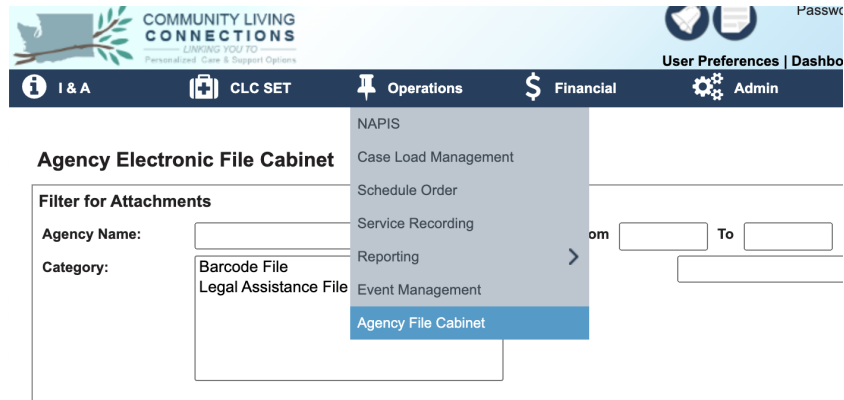 COMMUNITY LIVING
CONNECTIONS
LINKING YOU TO
Personalized Care & Support Options
User Preferences | Dashbo
I & A
CLC SET
Operations
Financial
Admin
NAPIS
Agency Electronic File Cabinet
Case Load Management
Schedule Order
Filter for Attachments
Service Recording
Agency Name:
om
To
Reporting
Category:
Barcode File
Legal Assistance File
Event Management
Agency File Cabinet